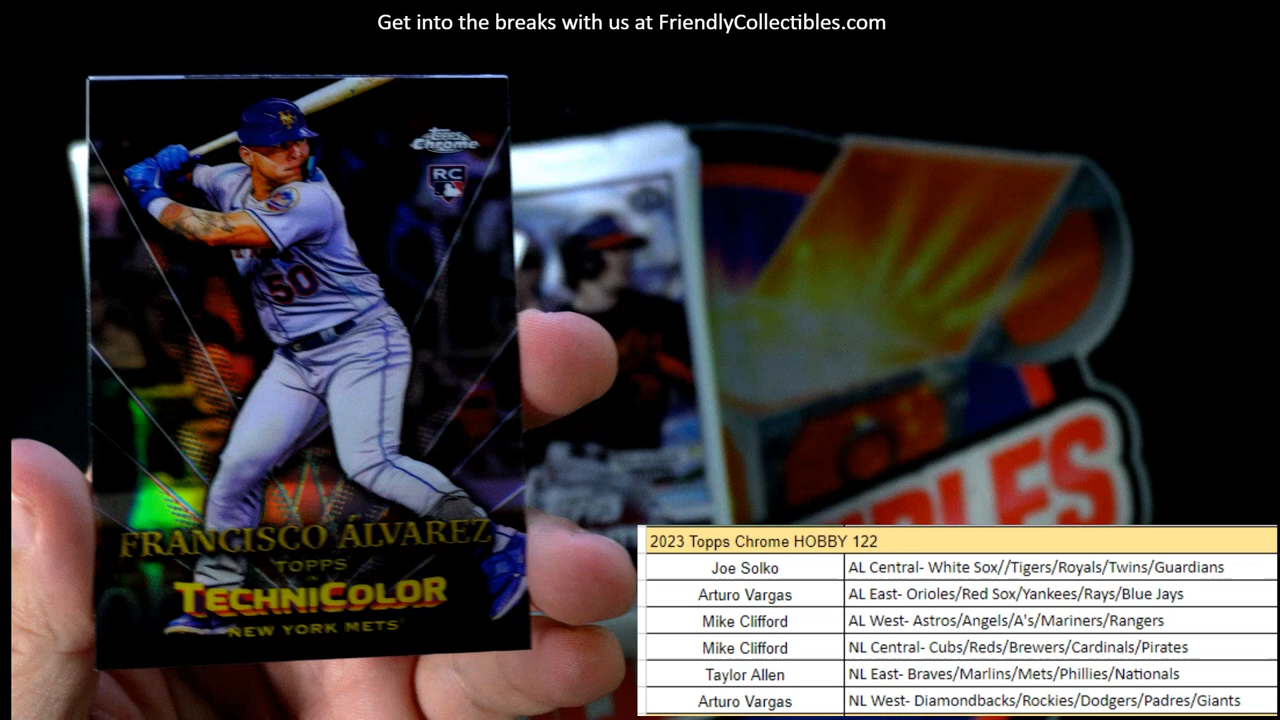 Get into the breaks with us at FriendlyCollectibles.com
Topps
Chrome
RC
50
FRANCISCO ÁLVAREZ
TOPPS
IN
TECHNICOLOR
NEW YORK METS
BLES
2023 Topps Chrome HOBBY 122
Joe Solko AL Central- White Sox//Tigers/Royals/Twins/Guardians
Arturo Vargas AL East- Orioles/Red Sox/Yankees/Rays/Blue Jays
Mike Clifford AL West- Astros/Angels/A's/Mariners/Rangers
Mike Clifford NL Central- Cubs/Reds/Brewers/Cardinals/Pirates
Taylor Allen NL East- Braves/Marlins/Mets/Phillies/Nationals
Arturo Vargas NL West- Diamondbacks/Rockies/Dodgers/Padres/Giants